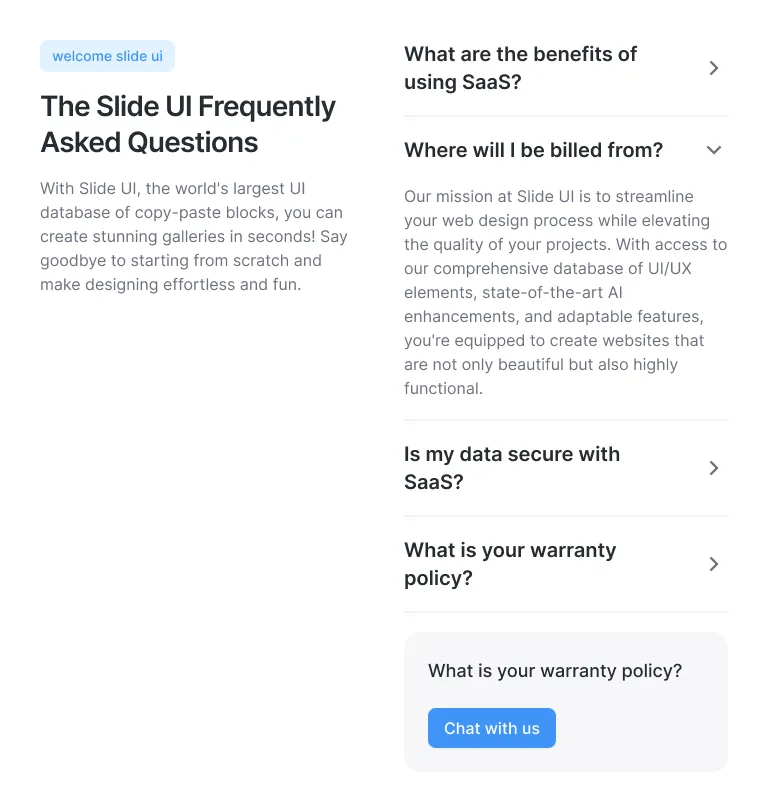 welcome slide ui
The Slide UI Frequently
Asked Questions
With Slide UI, the world's largest UI
database of copy-paste blocks, you can
create stunning galleries in seconds! Say
goodbye to starting from scratch and
make designing effortless and fun.
What are the benefits of
using SaaS?
Where will I be billed from?
Our mission at Slide UI is to streamline
your web design process while elevating
the quality of your projects. With access to
our comprehensive database of UI/UX
elements, state-of-the-art AI
enhancements, and adaptable features,
you're equipped to create websites that
are not only beautiful but also highly
functional.
Is my data secure with
SaaS?
What is your warranty
policy?
What is your warranty policy?
Chat with us